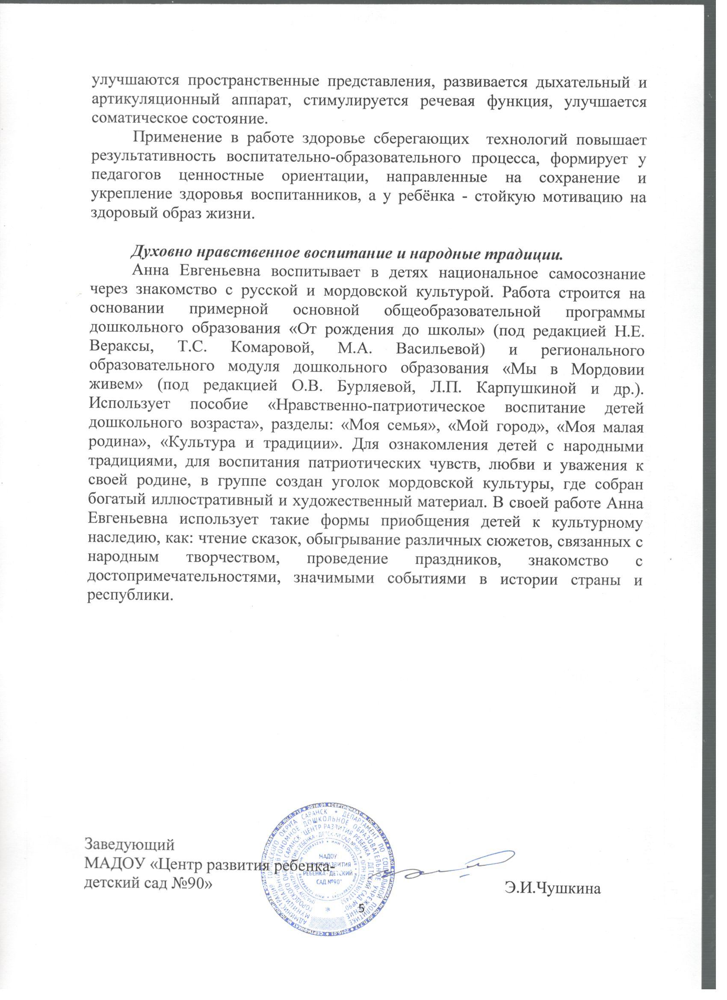 улучшаются пространственные представления, развивается дыхательный и
артикуляционный аппарат, стимулируется речевая функция, улучшается
соматическое состояние.
Применение в работе здоровье сберегающих технологий повышает
результативность воспитательно-образовательного процесса, формирует у
педагогов ценностные ориентации, направленные на сохранение и
укрепление здоровья воспитанников, а у ребёнка - стойкую мотивацию на
здоровый образ жизни.
Духовно нравственное воспитание и народные традиции.
Анна Евгеньевна воспитывает в детях национальное самосознание
через знакомство с русской и мордовской культурой. Работа строится на
основании примерной основной общеобразовательной программы
дошкольного образования «От рождения до школы» (под редакцией Н.Е.
Вераксы, Т.С. Комаровой, М.А. Васильевой) и регионального
образовательного модуля дошкольного образования «Мы в Мордовии
живем» (под редакцией О.В. Бурляевой, Л.П. Карпушкиной и др.).
Использует пособие «Нравственно-патриотическое воспитание детей
дошкольного возраста», разделы: «Моя семья», «Мой город», «Моя малая
родина», «Культура и традиции». Для ознакомления детей с народными
традициями, для воспитания патриотических чувств, любви и уважения к
своей родине, в группе создан уголок мордовской культуры, где собран
богатый иллюстративный и художественный материал. В своей работе Анна
Евгеньевна использует такие формы приобщения детей к культурному
наследию, как: чтение сказок, обыгрывание различных сюжетов, связанных с
народным творчеством, проведение праздников, знакомство с
достопримечательностями, значимыми событиями в истории страны и
республики.
Заведующий
МАДОУ «Центр развития ребенка-
детский сад №90»
Э.И.Чушкина
МАДОУ
"ЦЕНТР РАЗВИТИЯ
РЕБЕНКА - ДЕТСКИЙ
САД №90"
5